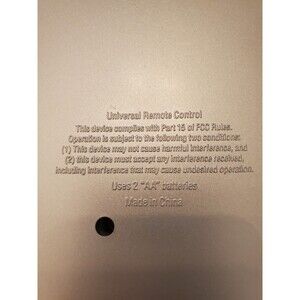 Universal Remote Control
This device complies with Part 15 of FCC Rules.
Operation is subject to the following two conditions:
(1) This device may not cause harmful interference, and
(2) this device must accept any interference received,
including interference that may cause undesired operation.
Uses 2 "AA" batteries
Made in China